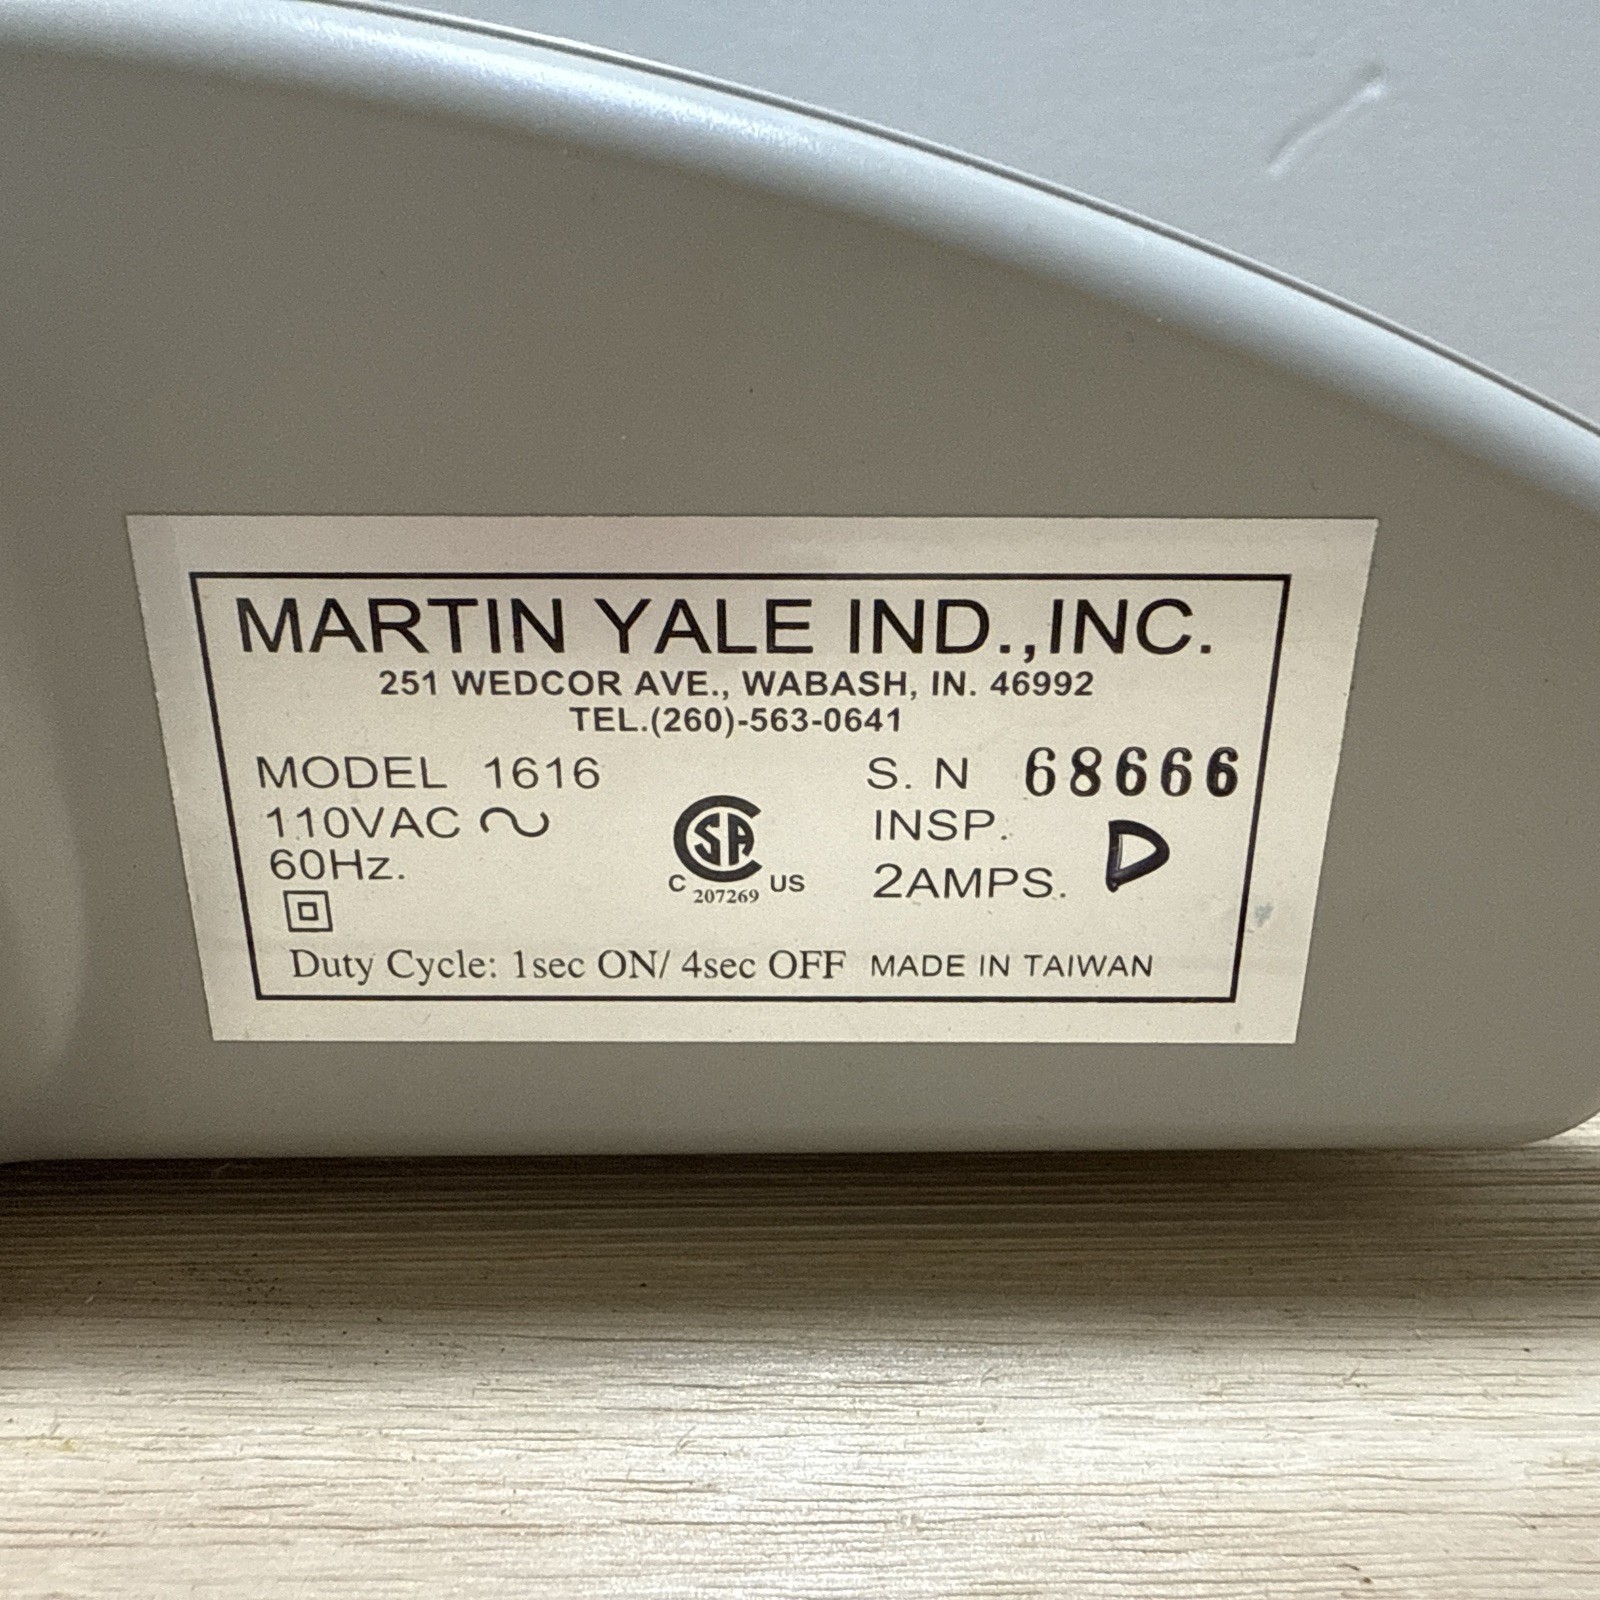 MARTIN YALE IND.,INC.
251 WEDCOR AVE., WABASH, IN. 46992
TEL.(260)-563-0641
MODEL 1616 S. N 68666
110VAC INSP. D
60Hz. 2AMPS.
CSA
C 207269 US
Duty Cycle: 1sec ON/ 4sec OFF MADE IN TAIWAN